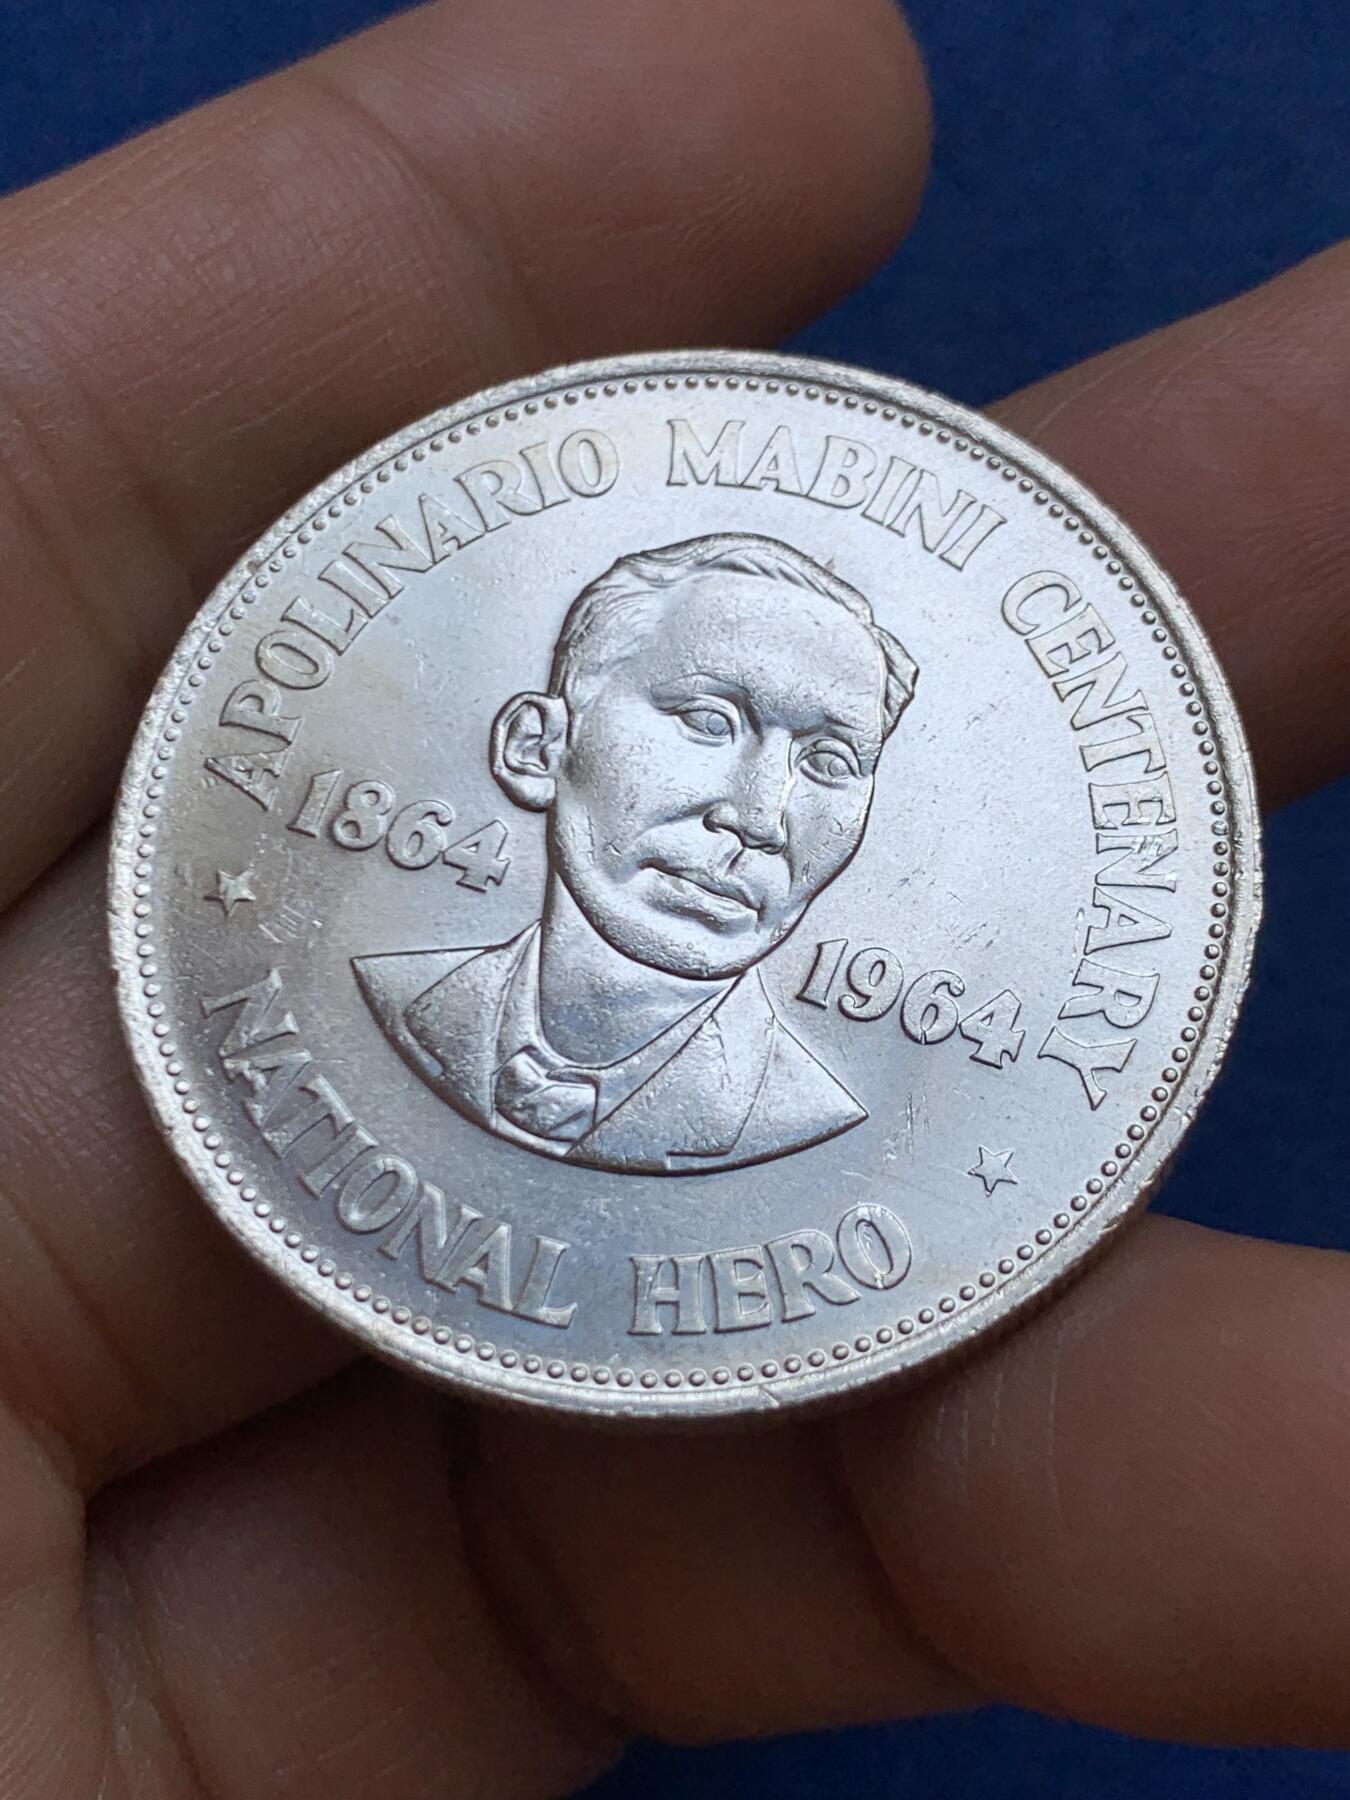 APOLINARIO MABINI CENTENARY
1864
1964
NATIONAL HERO